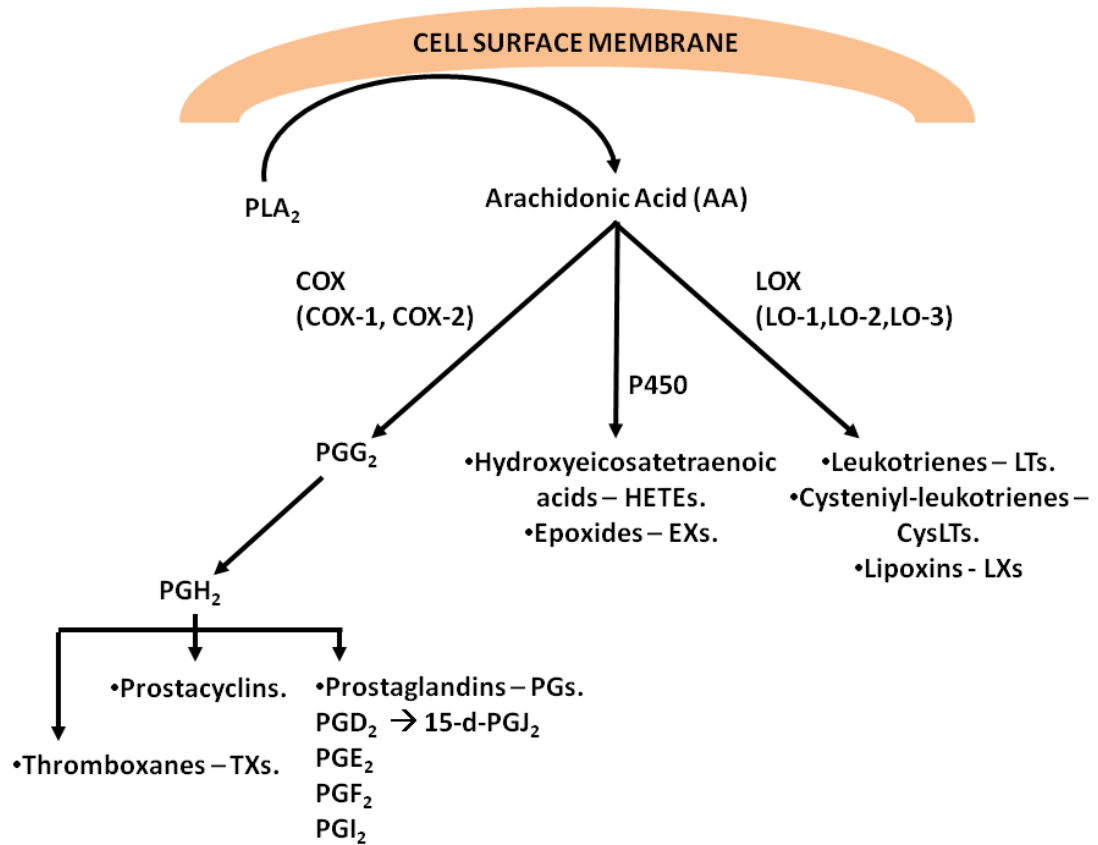 CELL SURFACE MEMBRANE
PLA₂
Arachidonic Acid (AA)
COX
(COX-1, COX-2)
LOX
(LO-1,LO-2,LO-3)
P450
PGG₂
•Hydroxyeicosatetraenoic
acids – HETEs.
•Epoxides – EXs.
•Leukotrienes – LTs.
•Cysteniyl-leukotrienes –
CysLTs.
•Lipoxins - LXs
PGH₂
•Prostacyclins.
•Prostaglandins – PGs.
PGD₂ → 15-d-PGJ₂
PGE₂
PGF₂
PGI₂
•Thromboxanes – TXs.